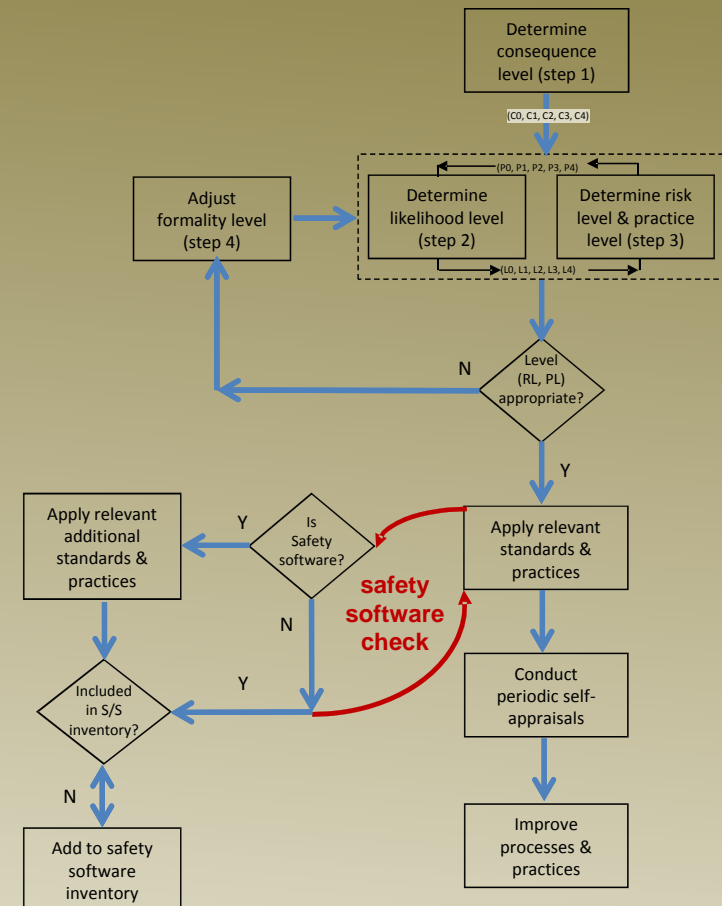 Determine
consequence
level (step 1)
(C0, C1, C2, C3, C4)
(P0, P1, P2, P3, P4)
Adjust
formality level
(step 4)
Determine
likelihood level
(step 2)
Determine risk
level & practice
level (step 3)
(L0, L1, L2, L3, L4)
N
Level
(RL, PL)
appropriate?
Y
Apply relevant
additional
standards &
practices
Y
Is
Safety
software?
Apply relevant
standards &
practices
safety
software
check
N
Included
in S/S
inventory?
Y
Conduct
periodic self-
appraisals
N
Add to safety
software
inventory
Improve
processes &
practices